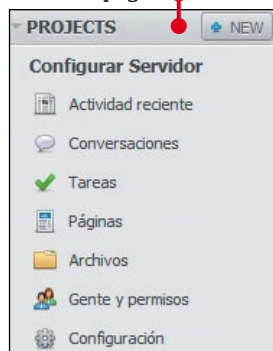 PROJECTS
NEW
Configurar Servidor
Actividad reciente
Conversaciones
Tareas
Páginas
Archivos
Gente y permisos
Configuración